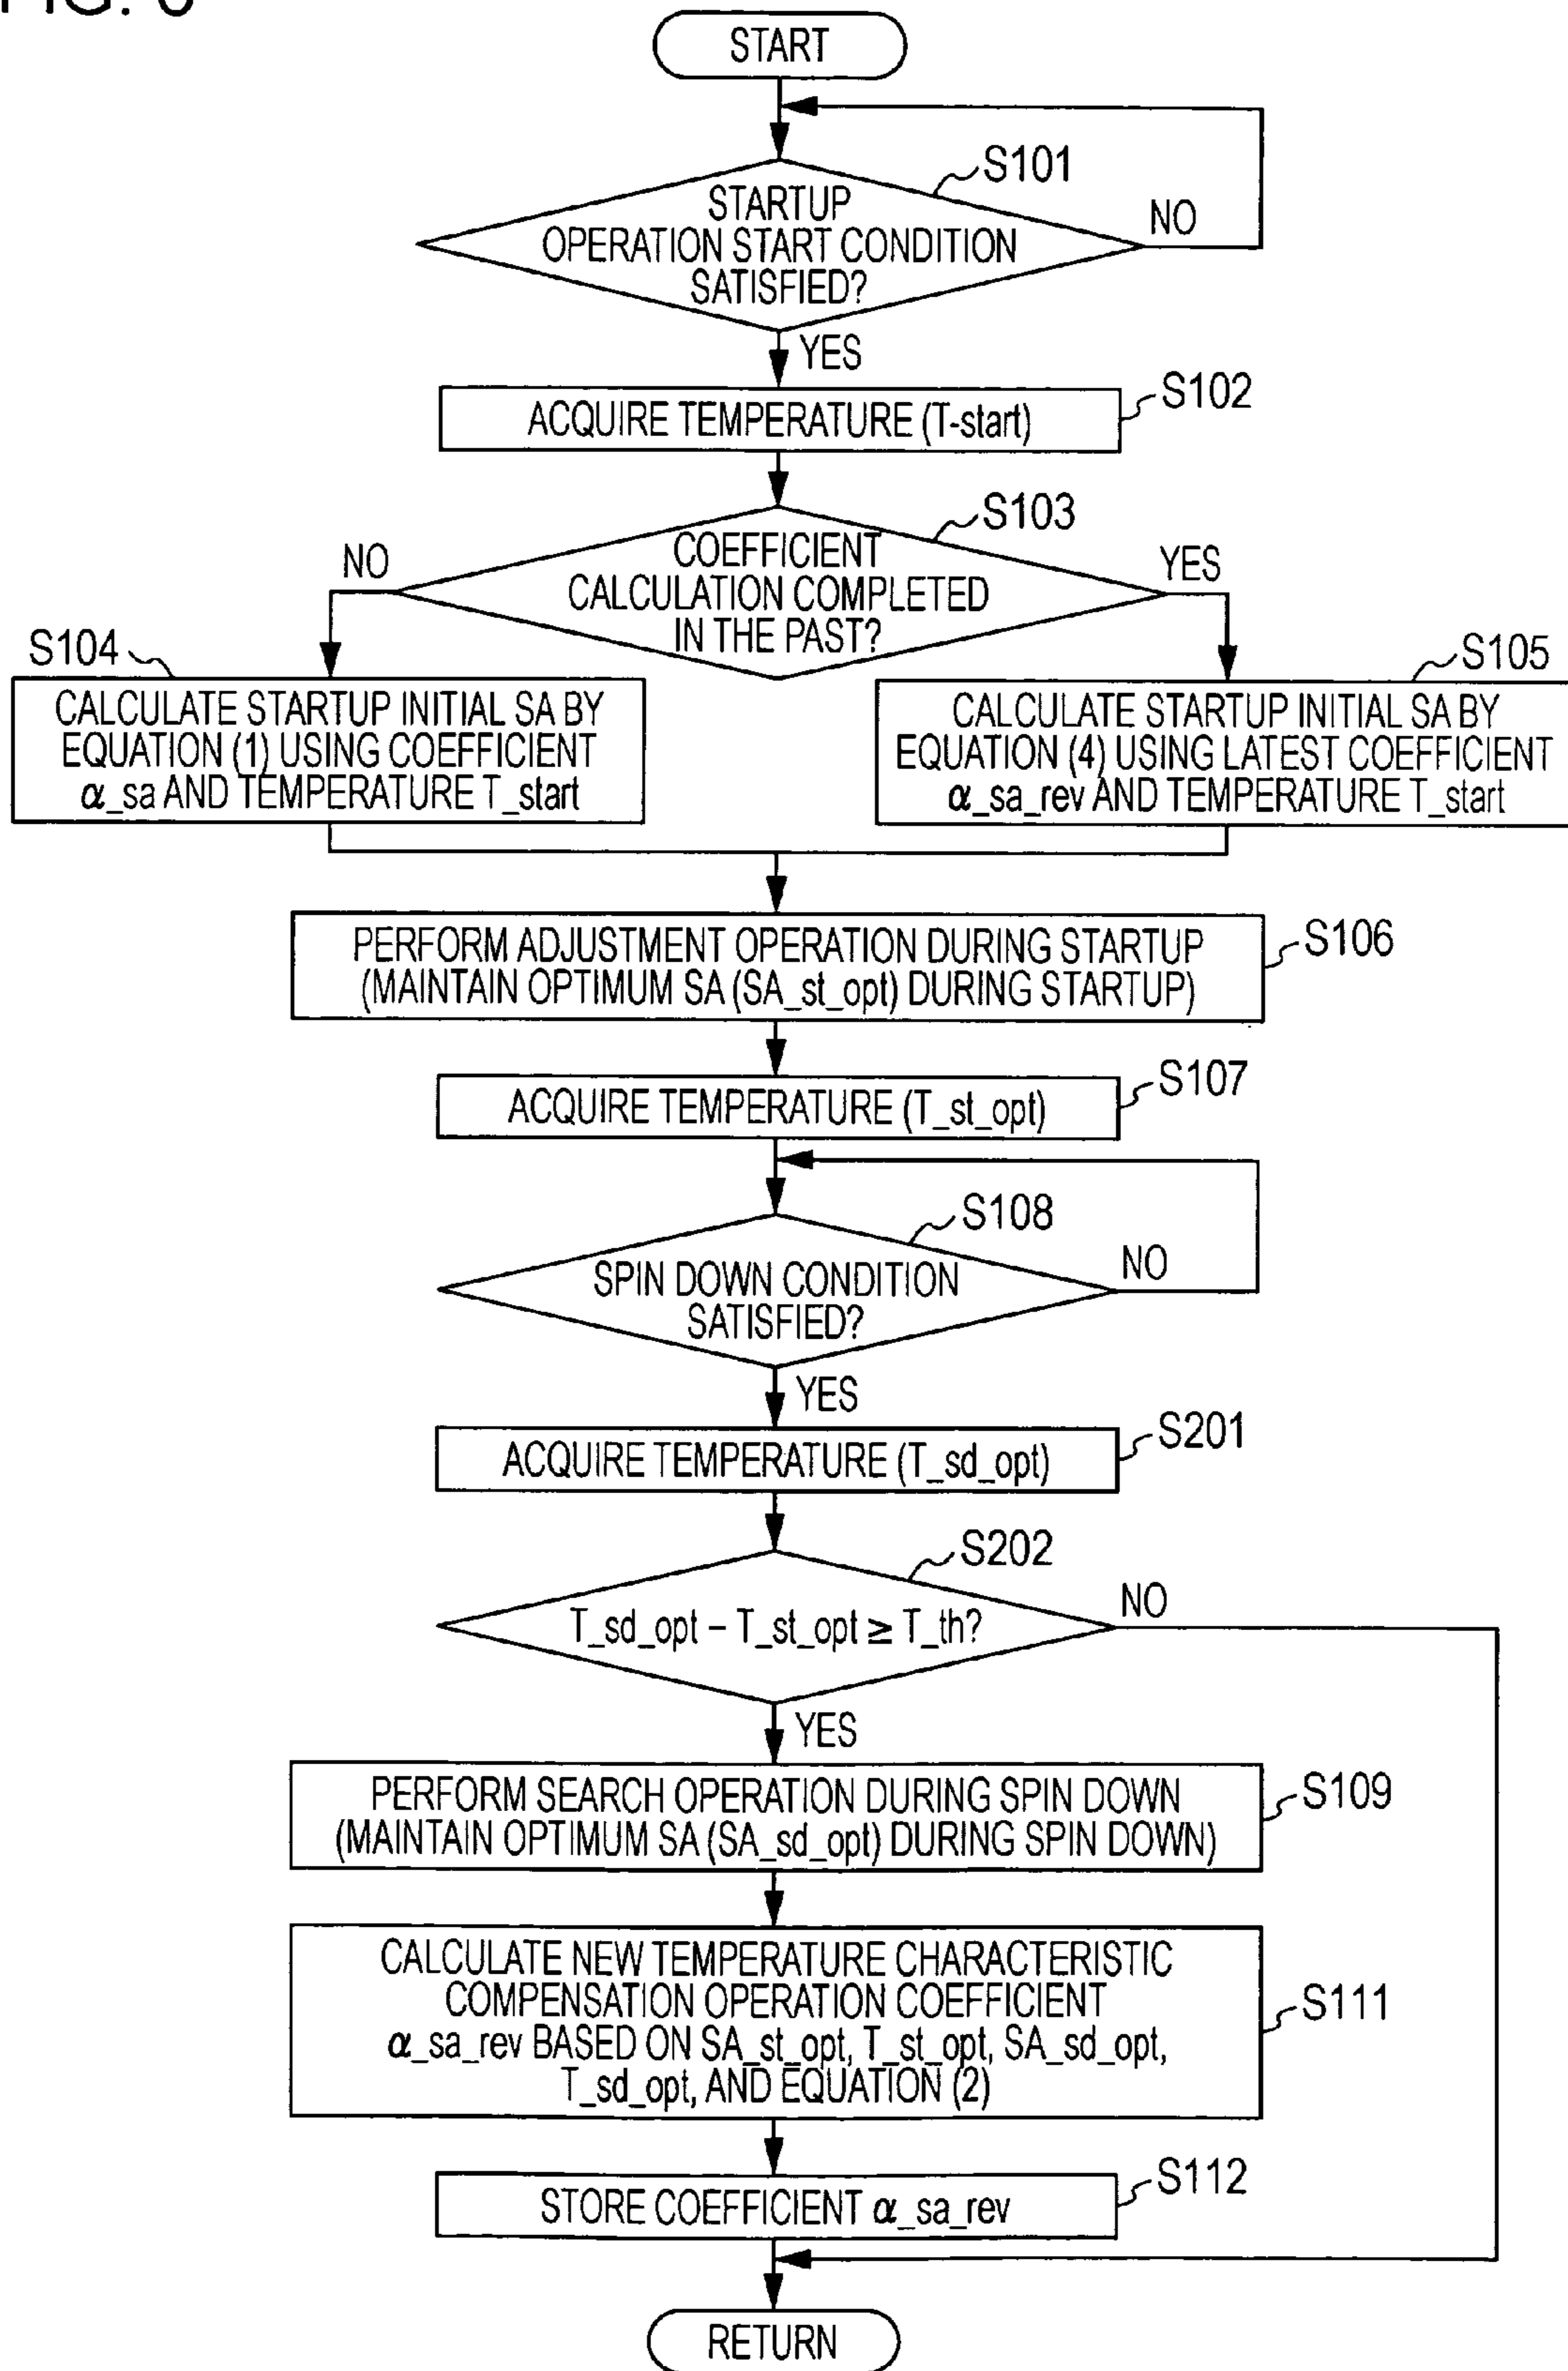 FIG.
START
S101
STARTUP
OPERATION START CONDITION
SATISFIED?
NO
YES
ACQUIRE TEMPERATURE (T-start)
S102
S103
COEFFICIENT
CALCULATION COMPLETED
IN THE PAST?
NO
YES
S104
CALCULATE STARTUP INITIAL SA BY
EQUATION (1) USING COEFFICIENT
α_sa AND TEMPERATURE T_start
S105
CALCULATE STARTUP INITIAL SA BY
EQUATION (4) USING LATEST COEFFICIENT
α_sa_rev AND TEMPERATURE T_start
PERFORM ADJUSTMENT OPERATION DURING STARTUP
(MAINTAIN OPTIMUM SA (SA_st_opt) DURING STARTUP)
S106
ACQUIRE TEMPERATURE (T_st_opt)
S107
S108
SPIN DOWN CONDITION
SATISFIED?
NO
YES
ACQUIRE TEMPERATURE (T_sd_opt)
S201
S202
T_sd_opt – T_st_opt ≥ T_th?
NO
YES
PERFORM SEARCH OPERATION DURING SPIN DOWN
(MAINTAIN OPTIMUM SA (SA_sd_opt) DURING SPIN DOWN)
S109
CALCULATE NEW TEMPERATURE CHARACTERISTIC
COMPENSATION OPERATION COEFFICIENT
α_sa_rev BASED ON SA_st_opt, T_st_opt, SA_sd_opt,
T_sd_opt, AND EQUATION (2)
S111
STORE COEFFICIENT α_sa_rev
S112
RETURN